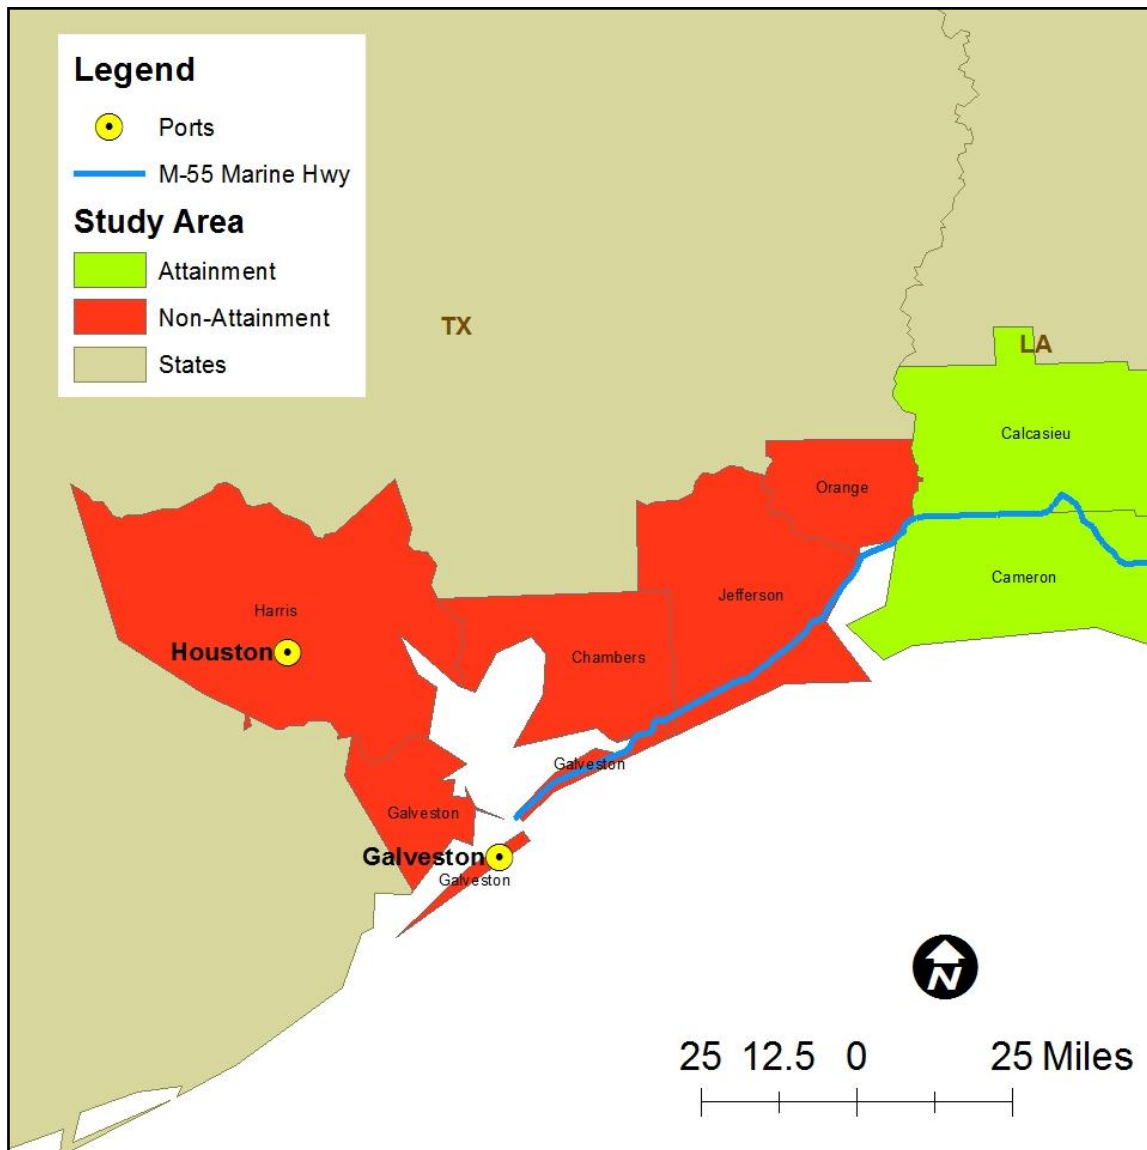 Legend
Ports
M-55 Marine Hwy
Study Area
Attainment
Non-Attainment
States
TX
LA
Calcasieu
Orange
Cameron
Jefferson
Harris
Houston
Chambers
Galveston
Galveston
Galveston
Galveston
N
25 12.5 0 25 Miles